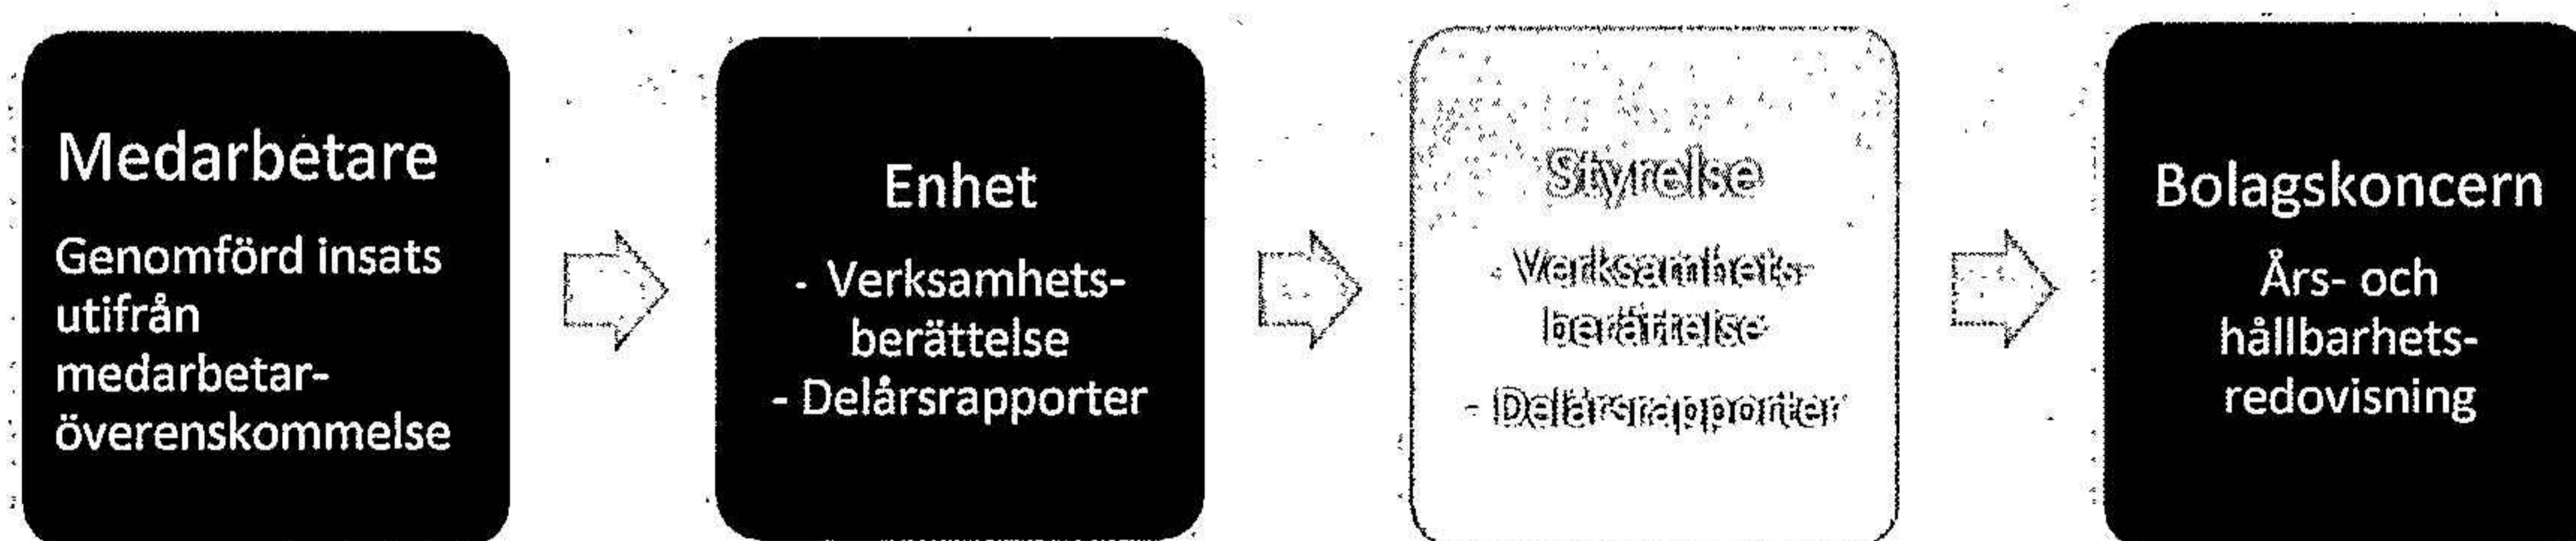 Medarbetare
Genomförd insats
utifrån
medarbetar-
överenskommelse
Enhet
- Verksamhets-
berättelse
- Delårsrapporter
Styrelse
- Verksamhets-
berättelse
- Delårsrapporter
Bolagskoncern
Års- och
hållbarhets-
redovisning